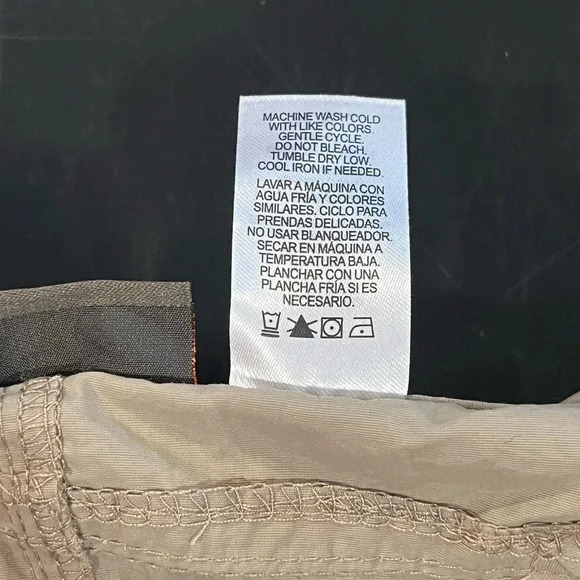 MACHINE WASH COLD
WITH LIKE COLORS.
GENTLE CYCLE.
DO NOT BLEACH.
TUMBLE DRY LOW.
COOL IRON IF NEEDED.
LAVAR A MÁQUINA CON
AGUA FRÍA Y COLORES
SIMILARES. CICLO PARA
PRENDAS DELICADAS.
NO USAR BLANQUEADOR.
SECAR EN MÁQUINA A
TEMPERATURA BAJA.
PLANCHAR CON UNA
PLANCHA FRÍA SI ES
NECESARIO.